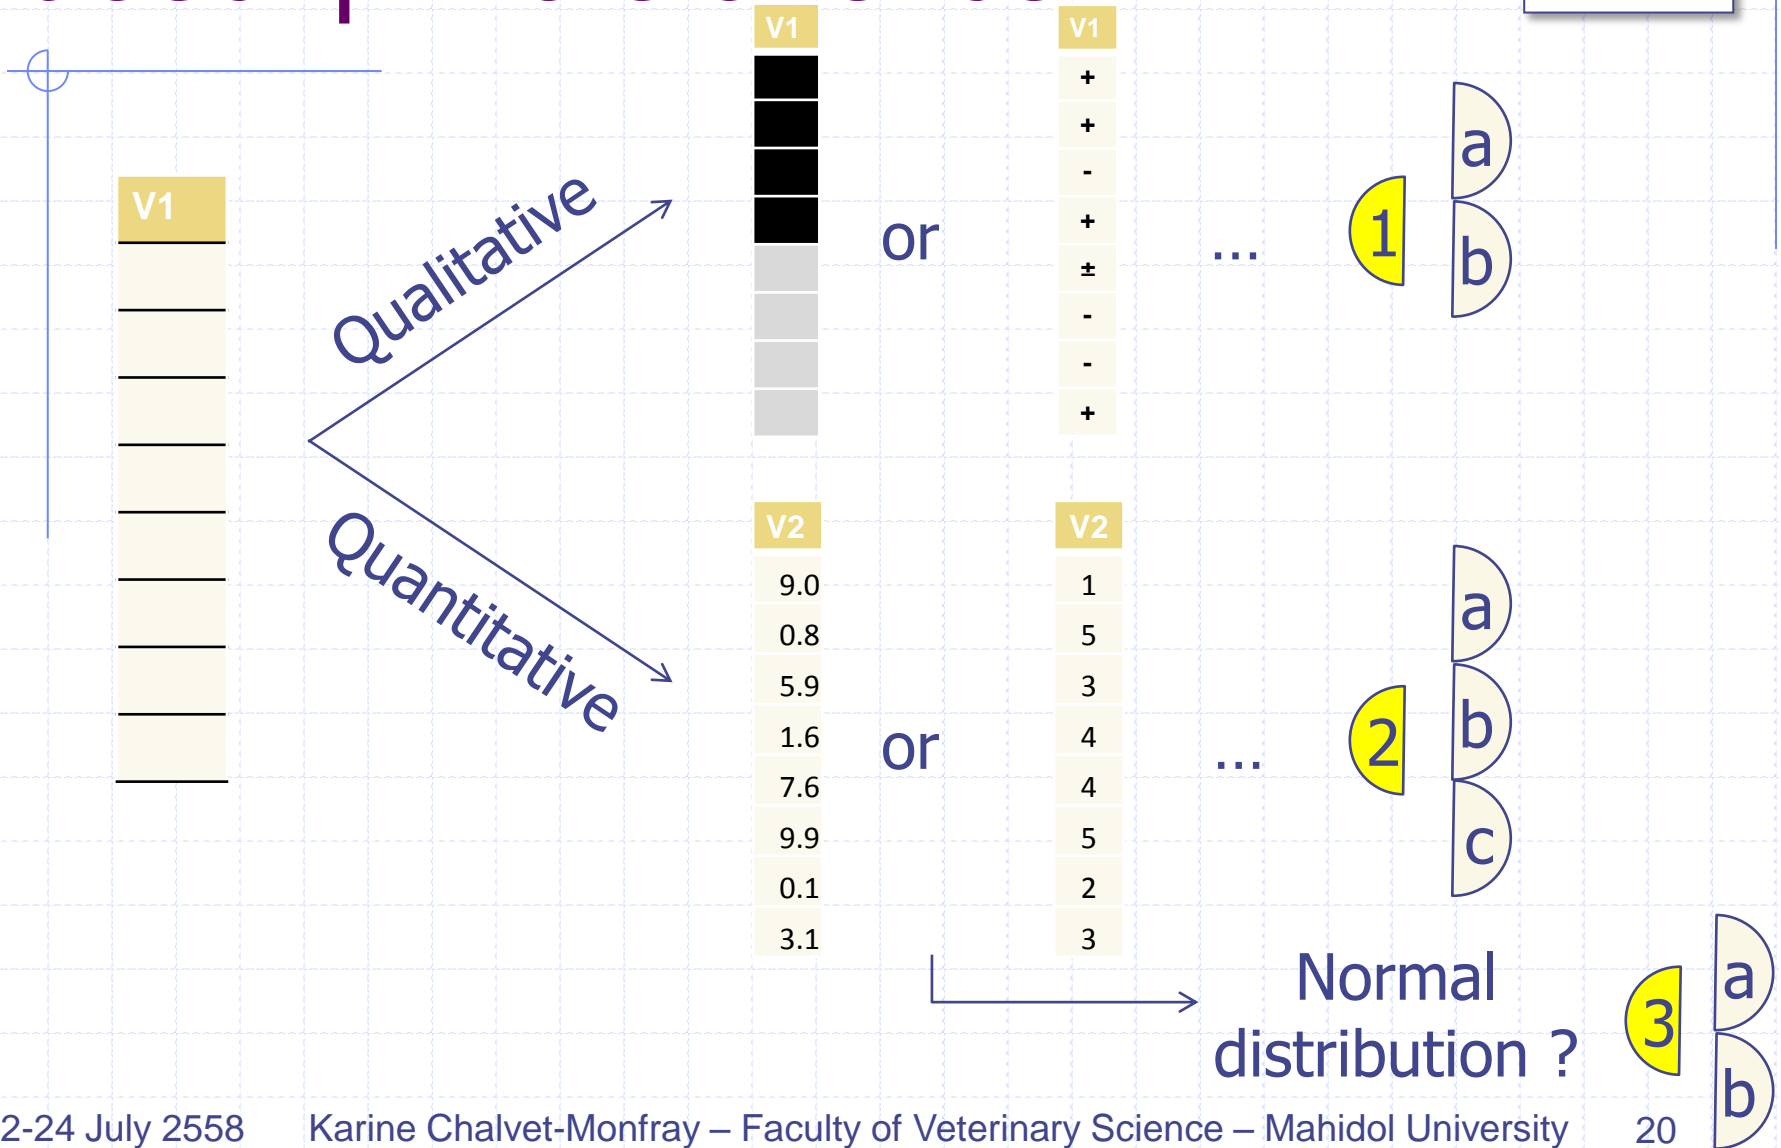 V1
Qualitative
Quantitative
V1
or
V1
+
+
-
+
±
-
-
+
...
1
a
b
V2
9.0
0.8
5.9
1.6
7.6
9.9
0.1
3.1
or
V2
1
5
3
4
4
5
2
3
...
2
a
b
c
Normal
distribution ?
3
a
b
2-24 July 2558 Karine Chalvet-Monfray – Faculty of Veterinary Science – Mahidol University 20